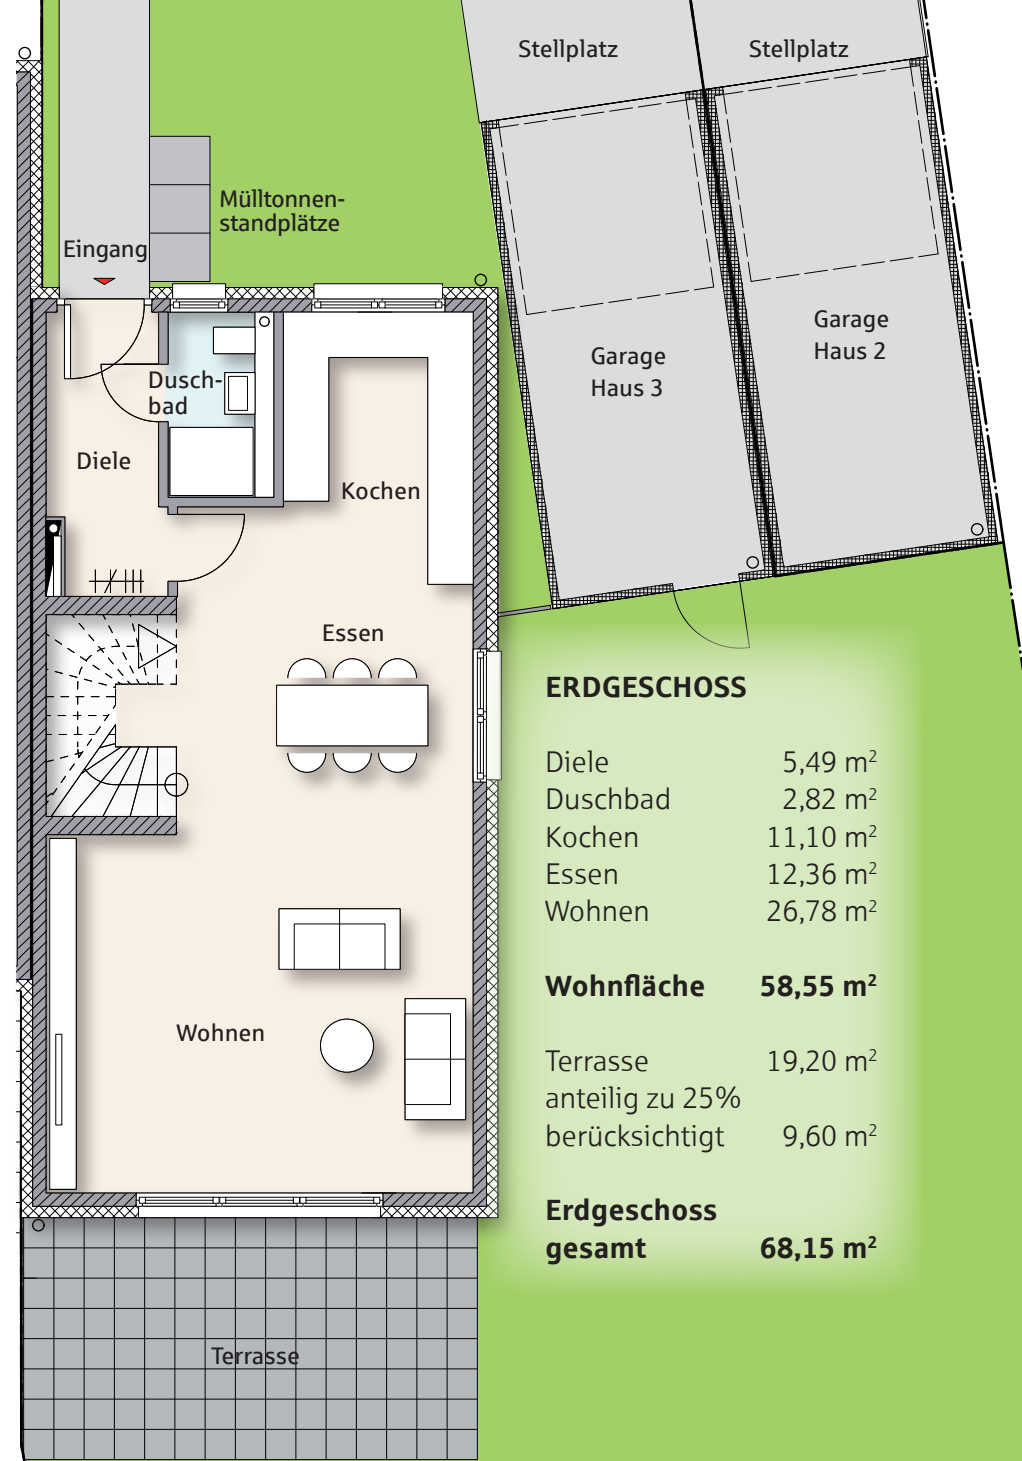 Stellplatz
Stellplatz
Mülltonnen-
standplätze
Eingang
Garage
Haus 2
Garage
Haus 3
Dusch-
bad
Diele
Kochen
Essen
Wohnen
Terrasse
ERDGESCHOSS
Diele 5,49 m²
Duschbad 2,82 m²
Kochen 11,10 m²
Essen 12,36 m²
Wohnen 26,78 m²
Wohnfläche 58,55 m²
Terrasse 19,20 m²
anteilig zu 25%
berücksichtigt 9,60 m²
Erdgeschoss
gesamt 68,15 m²